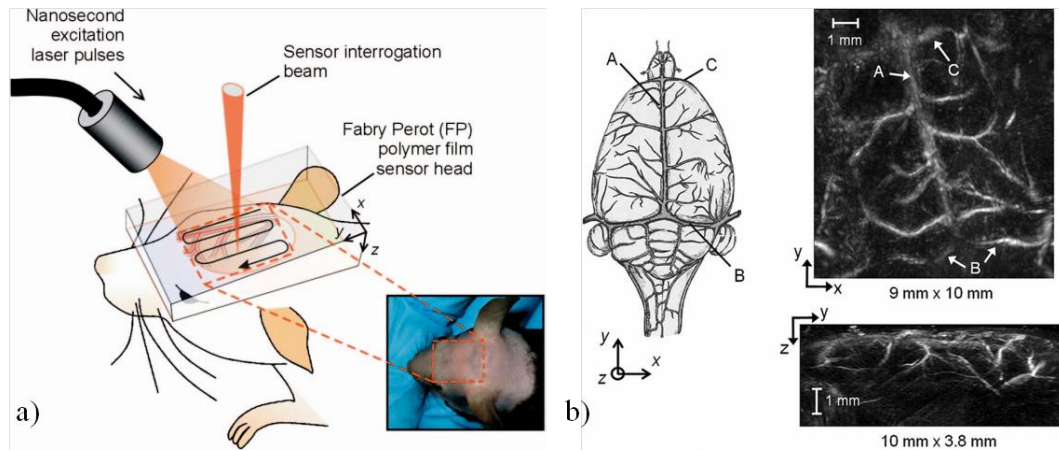 Nanosecond
excitation
laser pulses
Sensor interrogation
beam
Fabry Perot (FP)
polymer film
sensor head
x
y
z
a)
A
C
B
y
z
x
b)
1 mm
A
C
B
y
x
9 mm x 10 mm
y
z
1 mm
10 mm x 3.8 mm